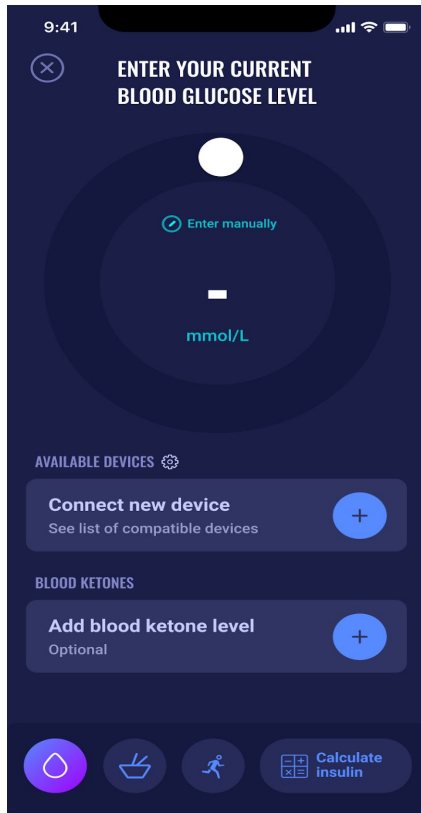 9:41
ENTER YOUR CURRENT
BLOOD GLUCOSE LEVEL
Enter manually
-
mmol/L
AVAILABLE DEVICES
Connect new device
See list of compatible devices
BLOOD KETONES
Add blood ketone level
Optional
Calculate
insulin